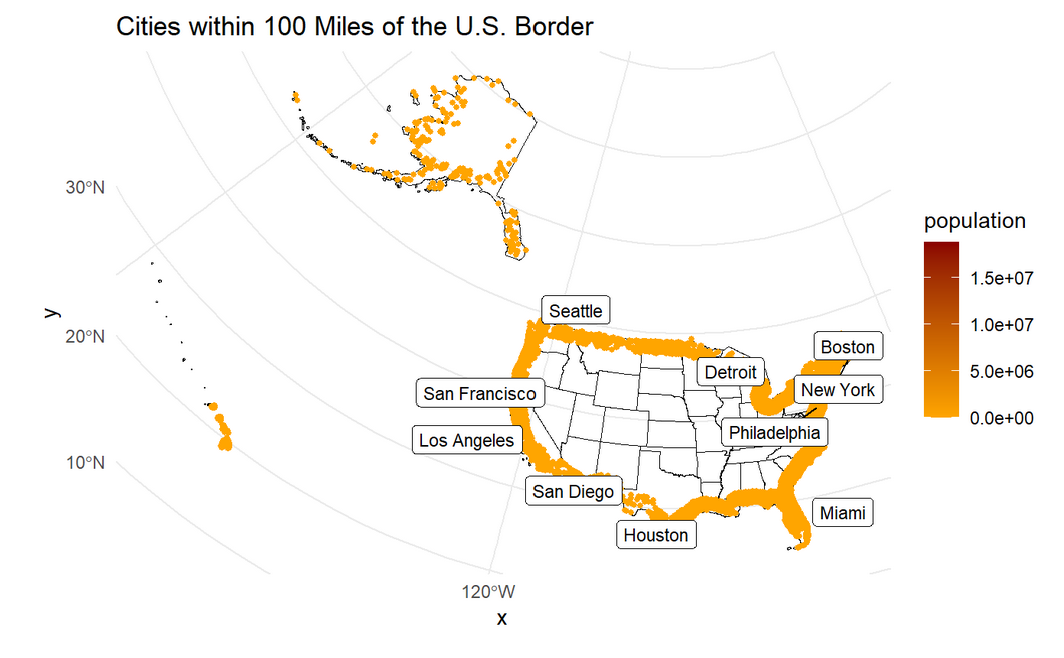 Cities within 100 Miles of the U.S. Border
30°N
20°N
10°N
y
120°W
x
Seattle
Boston
Detroit
New York
San Francisco
Philadelphia
Los Angeles
San Diego
Miami
Houston
population
1.5e+07
1.0e+07
5.0e+06
0.0e+00